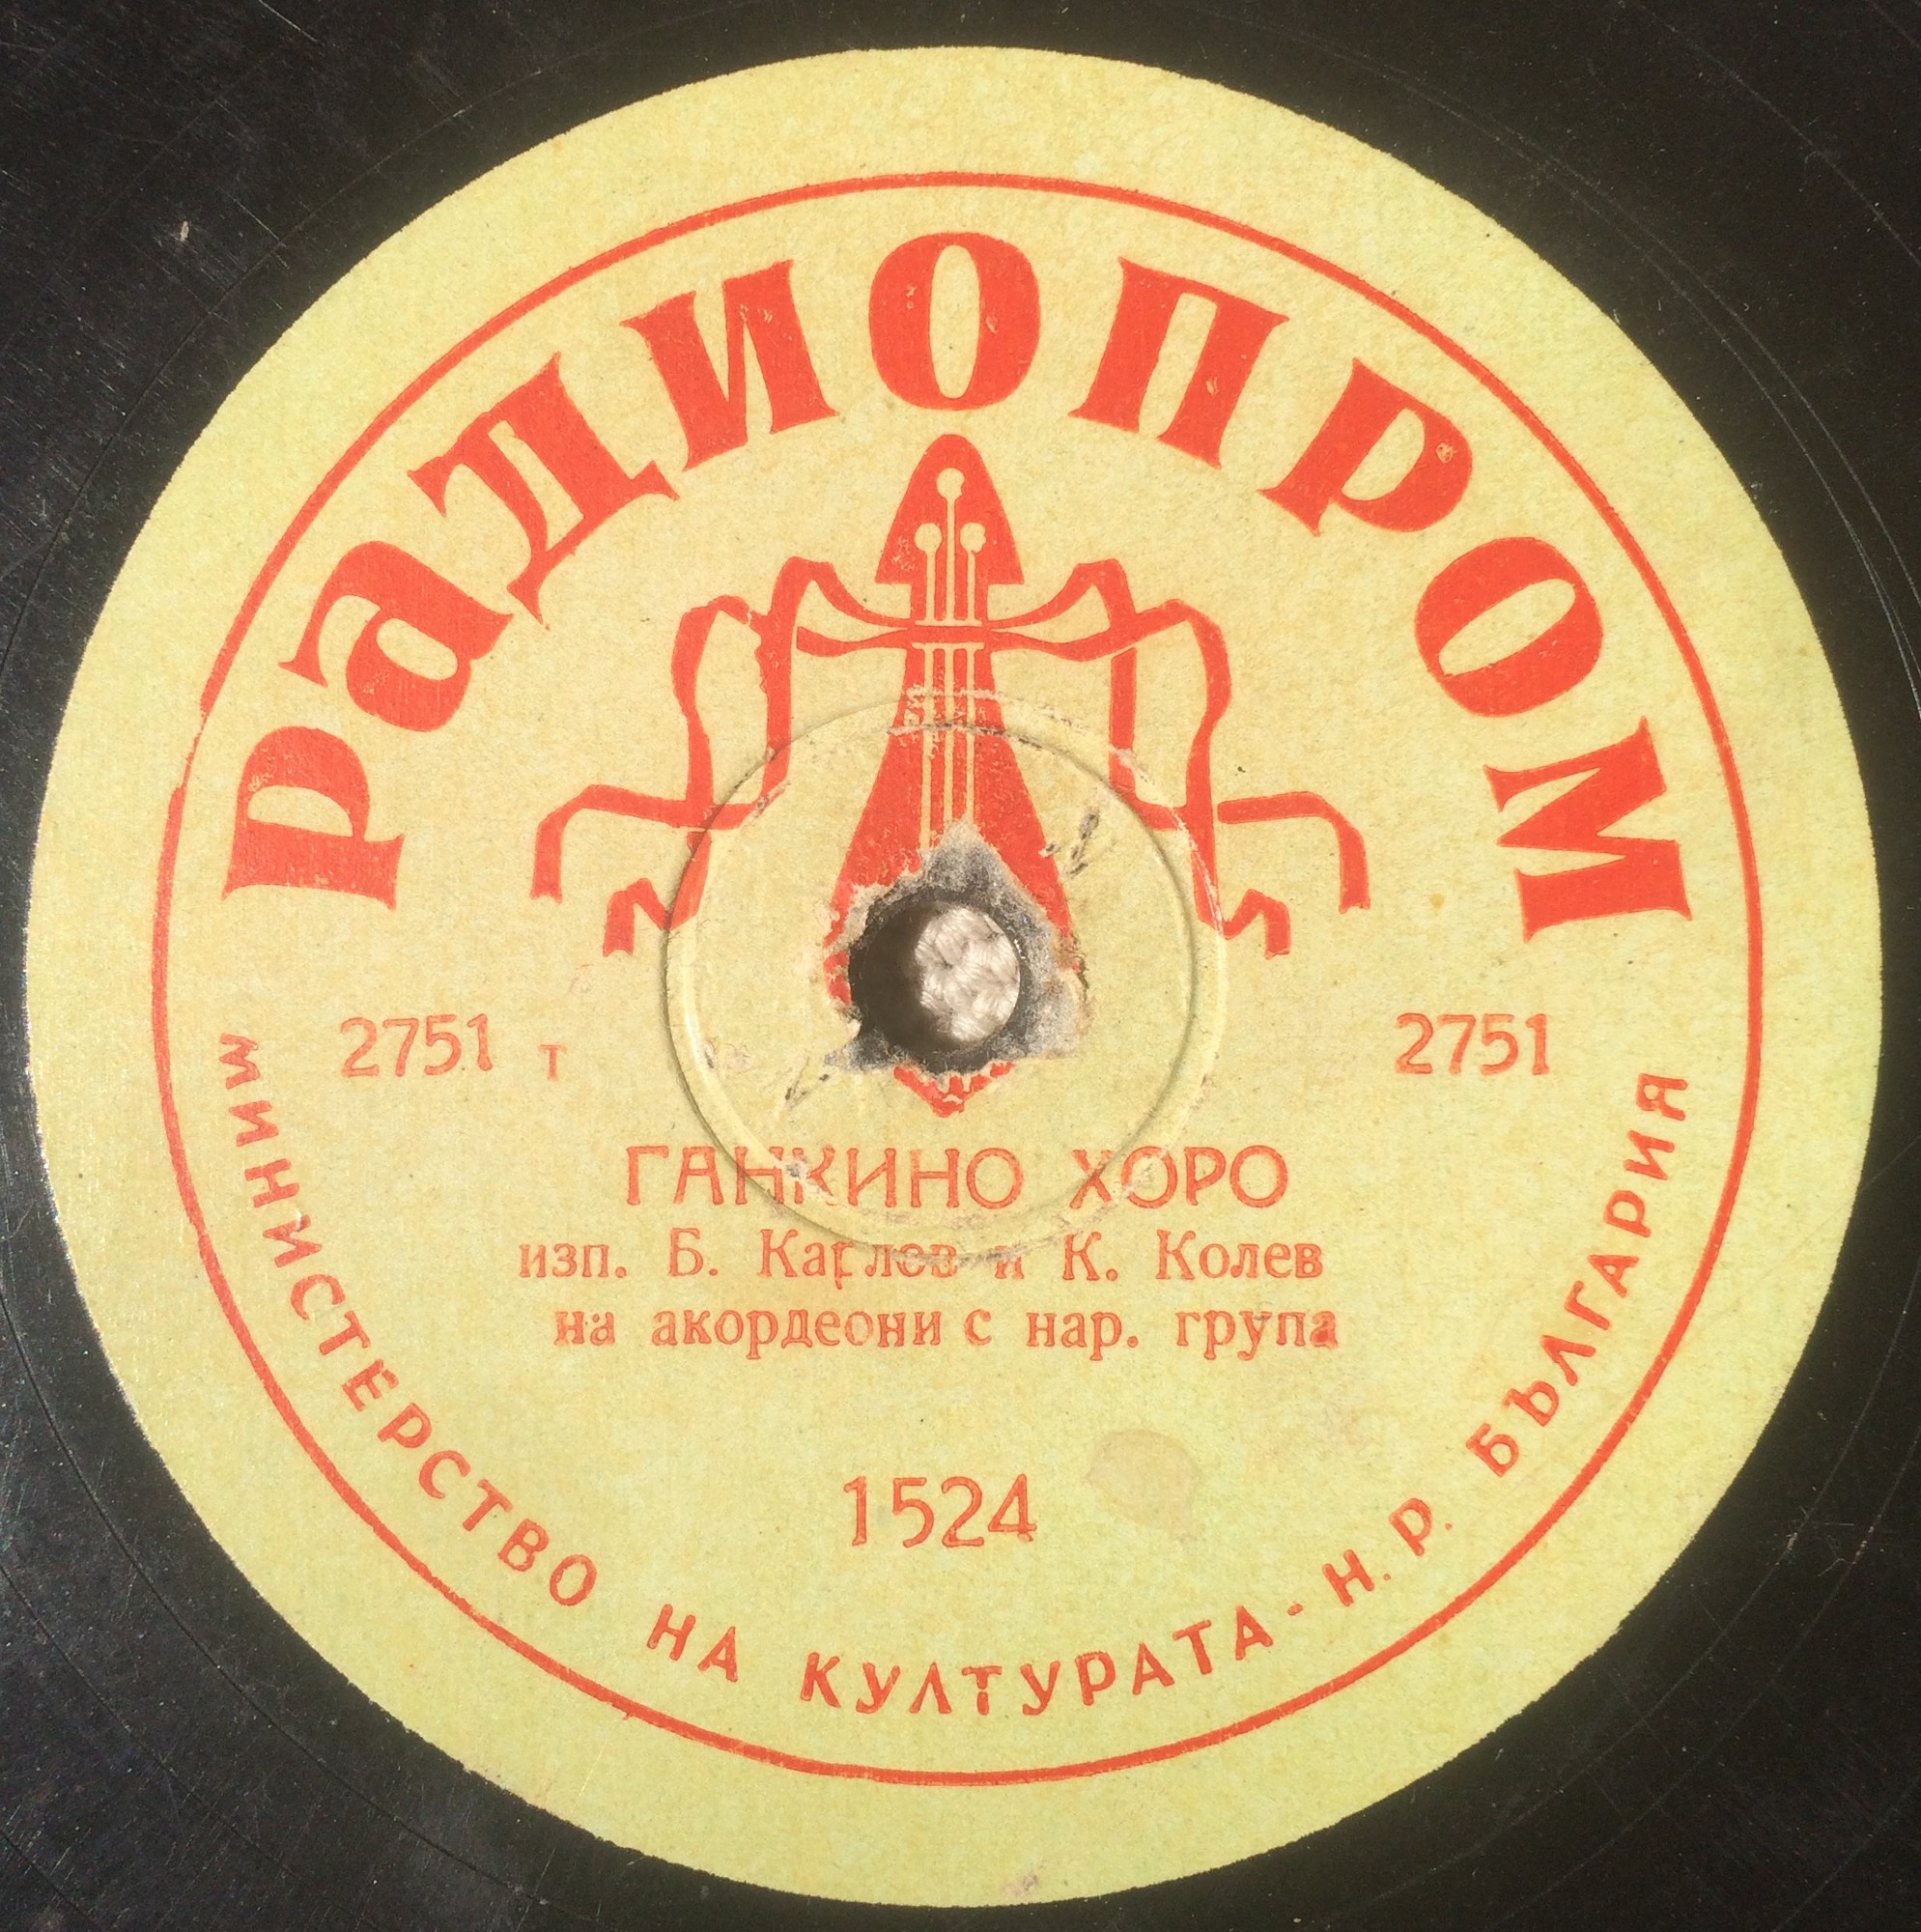 РАДИОПРОМ
2751 т
2751
ГАНКИНО ХОРО
изп. Б. Карлов и К. Колев
на акордеони с нар. група
1524
МИНИСТЕРСТВО НА КУЛТУРАТА - Н. Р. БЪЛГАРИЯ